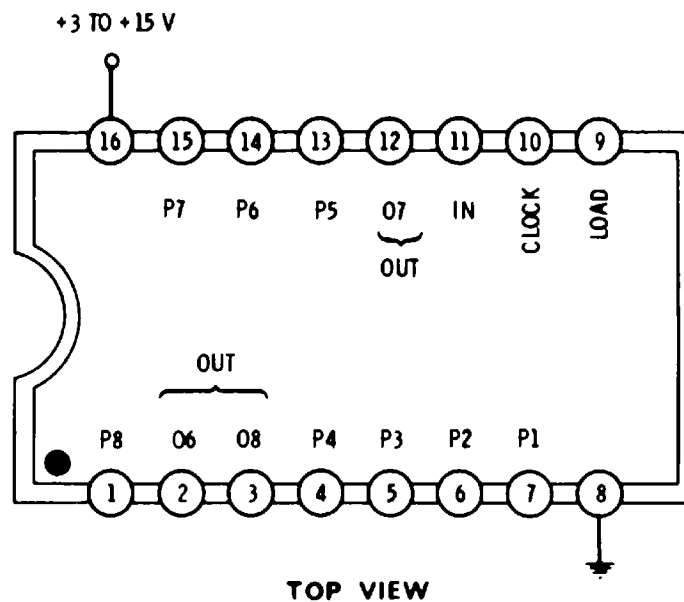 +3 TO +15 V
16 15 14 13 12 11 10 9
P7 P6 P5 O7 IN CLOCK LOAD
OUT
OUT
P8 O6 O8 P4 P3 P2 P1
1 2 3 4 5 6 7 8
TOP VIEW